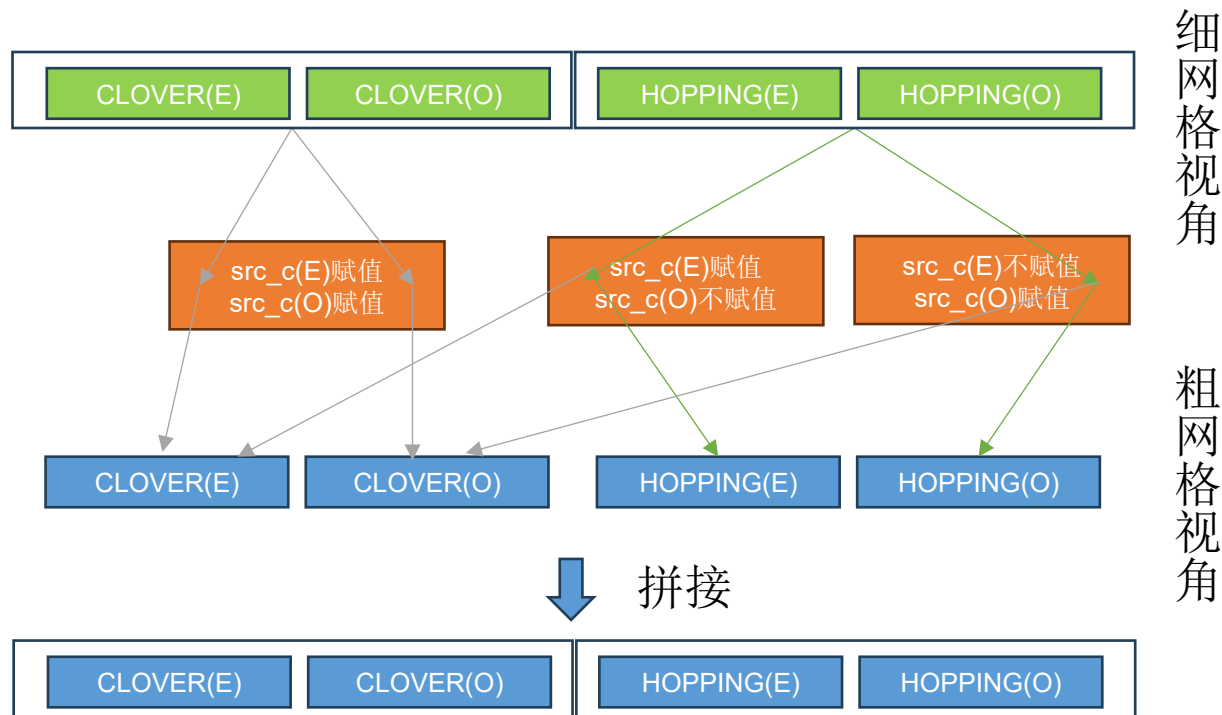 CLOVER(E)
CLOVER(O)
HOPPING(E)
HOPPING(O)
细网格视角
src_c(E)赋值
src_c(O)赋值
src_c(E)赋值
src_c(O)不赋值
src_c(E)不赋值
src_c(O)赋值
粗网格视角
CLOVER(E)
CLOVER(O)
HOPPING(E)
HOPPING(O)
拼接
CLOVER(E)
CLOVER(O)
HOPPING(E)
HOPPING(O)